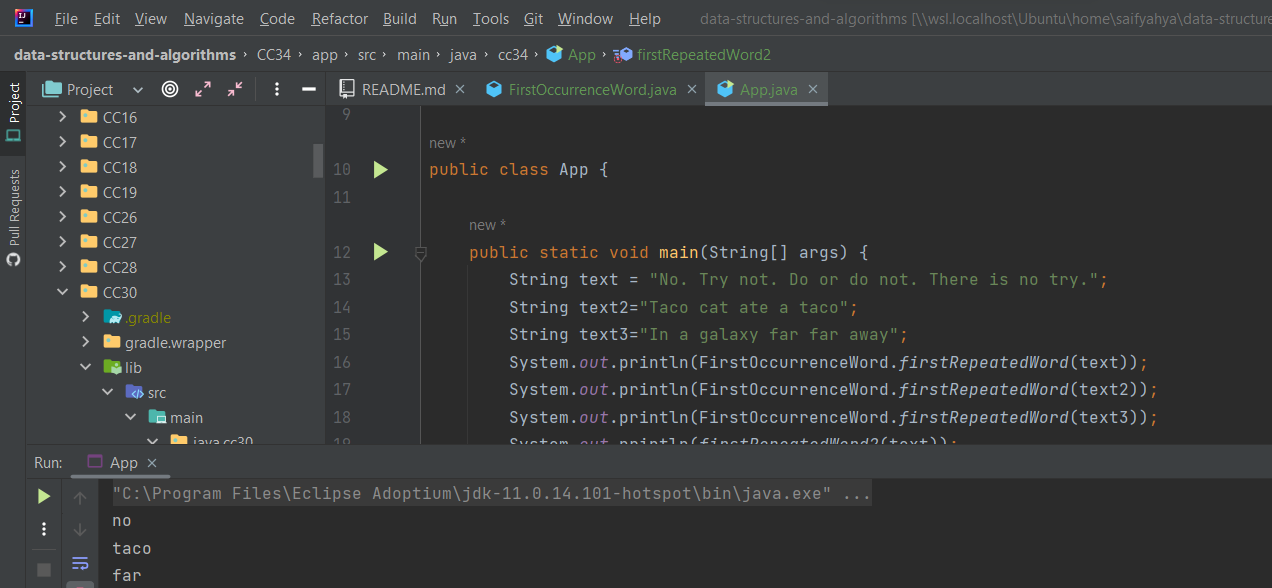 File Edit View Navigate Code Refactor Build Run Tools Git Window Help data-structures-and-algorithms [\\wsl.localhost\Ubuntu\home\saifyahya\data-structure
data-structures-and-algorithms › CC34 › app › src › main › java › cc34 › App › firstRepeatedWord2
Project
Pull Requests
Project
CC16
CC17
CC18
CC19
CC26
CC27
CC28
CC30
.gradle
gradle.wrapper
lib
src
main
java.cc30
README.md × FirstOccurrenceWord.java × App.java ×
9
new *
10 public class App {
11
new *
12 public static void main(String[] args) {
13 String text = "No. Try not. Do or do not. There is no try.";
14 String text2="Taco cat ate a taco";
15 String text3="In a galaxy far far away";
16 System.out.println(FirstOccurrenceWord.firstRepeatedWord(text));
17 System.out.println(FirstOccurrenceWord.firstRepeatedWord(text2));
18 System.out.println(FirstOccurrenceWord.firstRepeatedWord(text3));
19 System.out.println(firstRepeatedWord2(text));
Run: App ×
"C:\Program Files\Eclipse Adoptium\jdk-11.0.14.101-hotspot\bin\java.exe" ...
no
taco
far